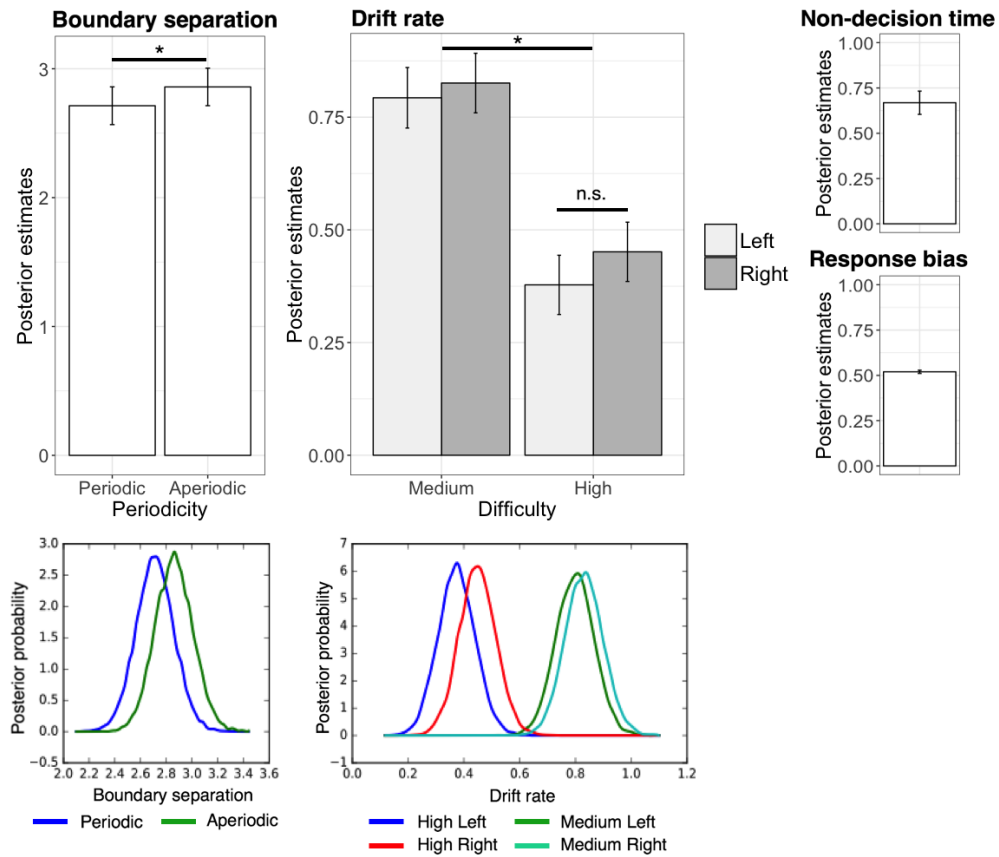 Boundary separation
*
Posterior estimates
3
2
1
0
Periodic Aperiodic
Periodicity
Drift rate
*
n.s.
Posterior estimates
0.75
0.50
0.25
0.00
Medium High
Difficulty
Left
Right
Non-decision time
Posterior estimates
1.00
0.75
0.50
0.25
0.00
Response bias
Posterior estimates
1.00
0.75
0.50
0.25
0.00
Posterior probability
3.0
2.5
2.0
1.5
1.0
0.5
0.0
−0.5
2.0 2.2 2.4 2.6 2.8 3.0 3.2 3.4 3.6
Boundary separation
Periodic Aperiodic
Posterior probability
7
6
5
4
3
2
1
0
−1
0.0 0.2 0.4 0.6 0.8 1.0 1.2
Drift rate
High Left Medium Left
High Right Medium Right